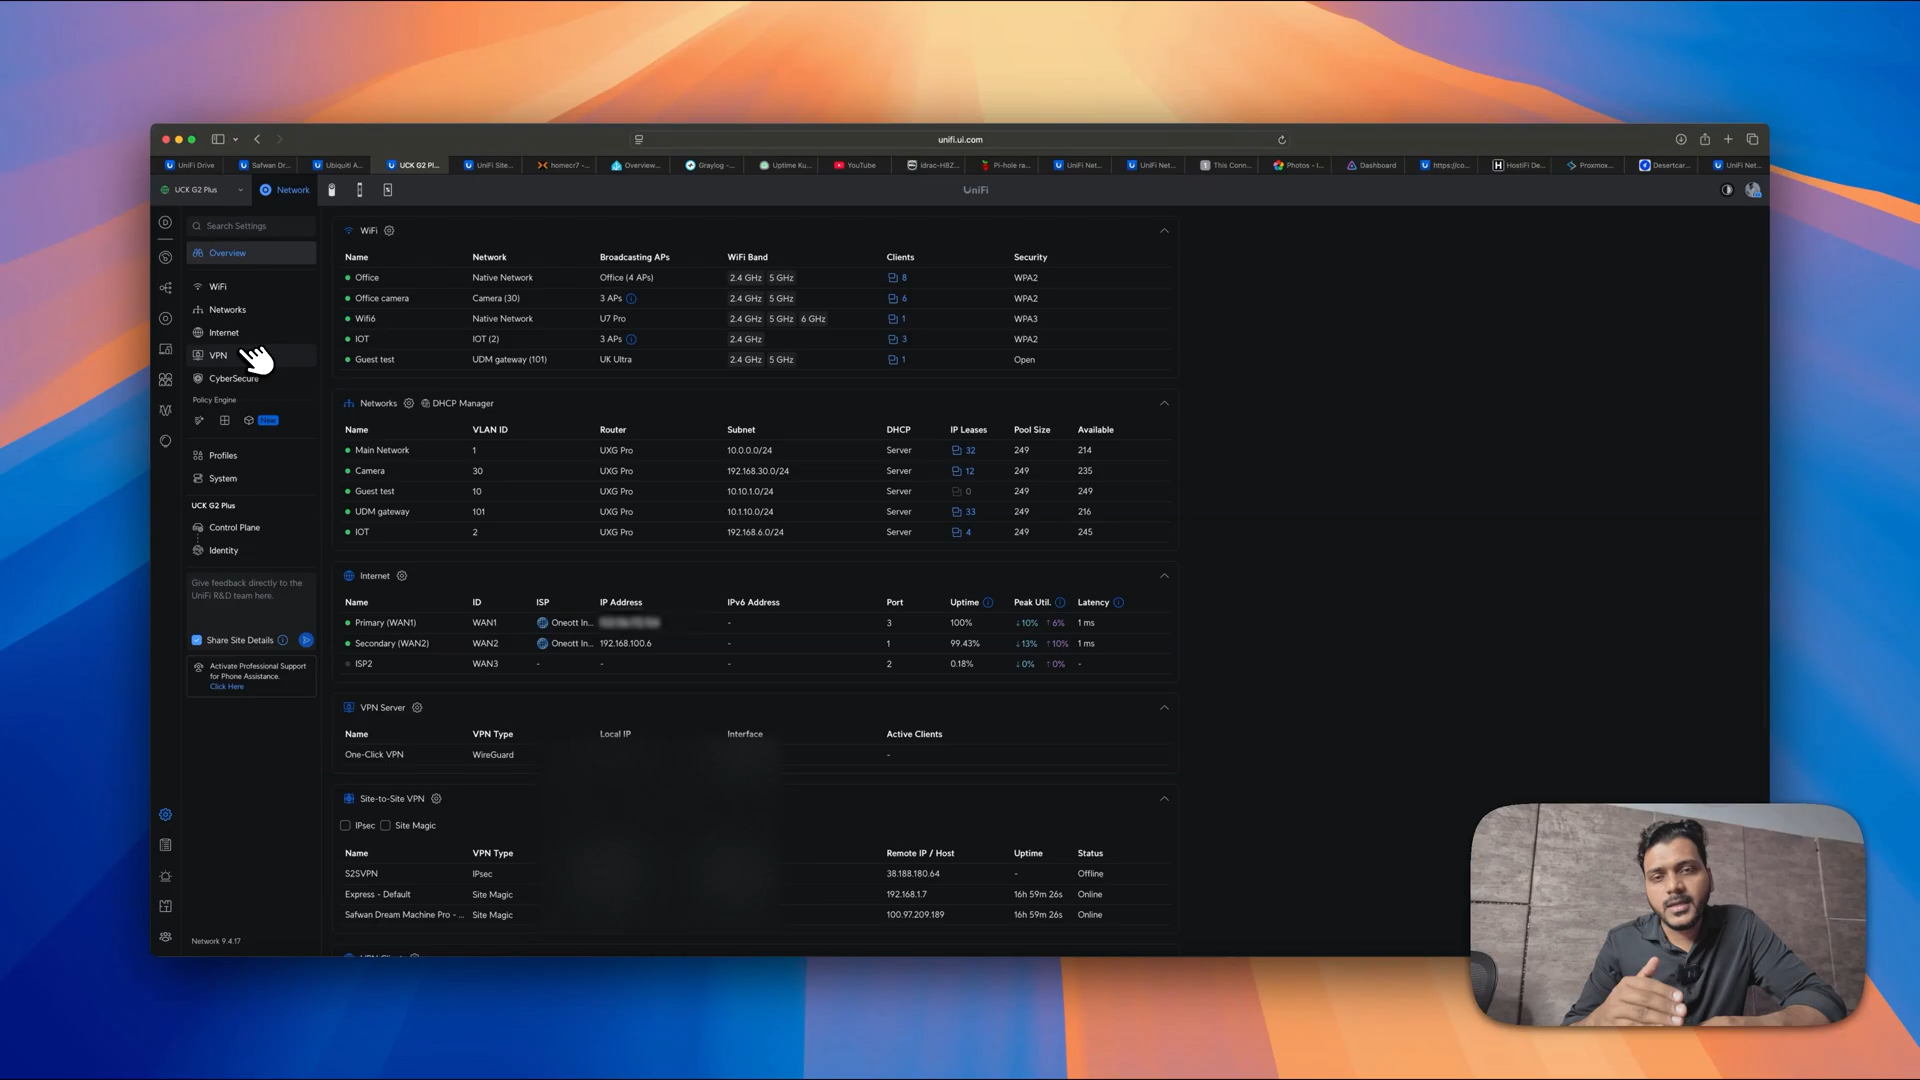 unifi.ui.com
UniFi Drive
Safwan Dr...
Ubiquiti A...
UCK G2 Pl...
UniFi Site...
homecr7 -...
Overview...
Graylog -...
Uptime Ku...
YouTube
idrac-H8Z...
Pi-hole ra...
UniFi Net...
UniFi Net...
This Conn...
Photos - I...
Dashboard
https://co...
HostiFi De...
Proxmox...
Desertcar...
UniFi Net...
UCK G2 Plus
Network
UniFi
Search Settings
Overview
WiFi
Networks
Internet
VPN
CyberSecure
Policy Engine
New
Profiles
System
UCK G2 Plus
Control Plane
Identity
Give feedback directly to the
UniFi R&D team here.
Share Site Details
Activate Professional Support
for Phone Assistance.
Click Here
Network 9.4.17
WiFi
Name Network Broadcasting APs WiFi Band Clients Security
Office Native Network Office (4 APs) 2.4 GHz 5 GHz 8 WPA2
Office camera Camera (30) 3 APs 2.4 GHz 5 GHz 6 WPA2
Wifi6 Native Network U7 Pro 2.4 GHz 5 GHz 6 GHz 1 WPA3
IOT IOT (2) 3 APs 2.4 GHz 3 WPA2
Guest test UDM gateway (101) UK Ultra 2.4 GHz 5 GHz 1 Open
Networks DHCP Manager
Name VLAN ID Router Subnet DHCP IP Leases Pool Size Available
Main Network 1 UXG Pro 10.0.0.0/24 Server 32 249 214
Camera 30 UXG Pro 192.168.30.0/24 Server 12 249 235
Guest test 10 UXG Pro 10.10.1.0/24 Server 0 249 249
UDM gateway 101 UXG Pro 10.1.10.0/24 Server 33 249 216
IOT 2 UXG Pro 192.168.6.0/24 Server 4 249 245
Internet
Name ID ISP IP Address IPv6 Address Port Uptime Peak Util. Latency
Primary (WAN1) WAN1 Oneott In... - 3 100% ↓10% ↑6% 1 ms
Secondary (WAN2) WAN2 Oneott In... 192.168.100.6 - 1 99.43% ↓13% ↑10% 1 ms
ISP2 WAN3 - - - 2 0.18% ↓0% ↑0% -
VPN Server
Name VPN Type Local IP Interface Active Clients
One-Click VPN WireGuard -
Site-to-Site VPN
IPsec Site Magic
Name VPN Type Remote IP / Host Uptime Status
S2SVPN IPsec 38.188.180.64 - Offline
Express - Default Site Magic 192.168.1.7 16h 59m 26s Online
Safwan Dream Machine Pro - ... Site Magic 100.97.209.189 16h 59m 26s Online